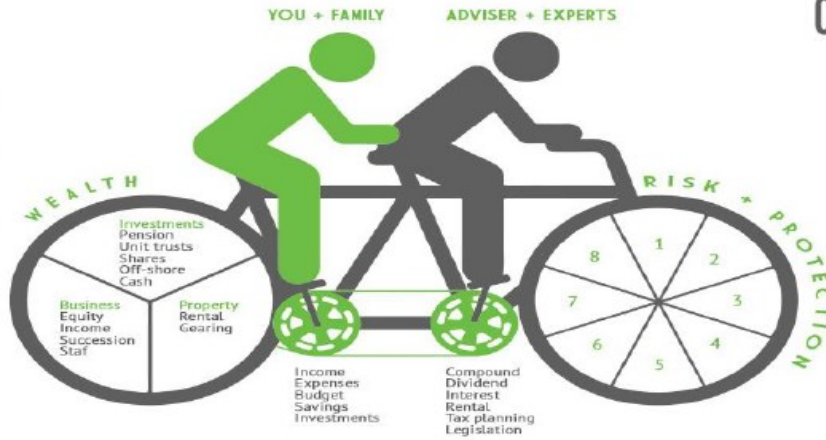 YOU + FAMILY
ADVISER + EXPERTS
WEALTH
RISK + PROTECTION
Investments
Pension
Unit trusts
Shares
Off-shore
Cash
Business
Equity
Income
Succession
Staf
Property
Rental
Gearing
1
2
3
4
5
6
7
8
Income
Expenses
Budget
Savings
Investments
Compound
Dividend
Interest
Rental
Tax planning
Legislation